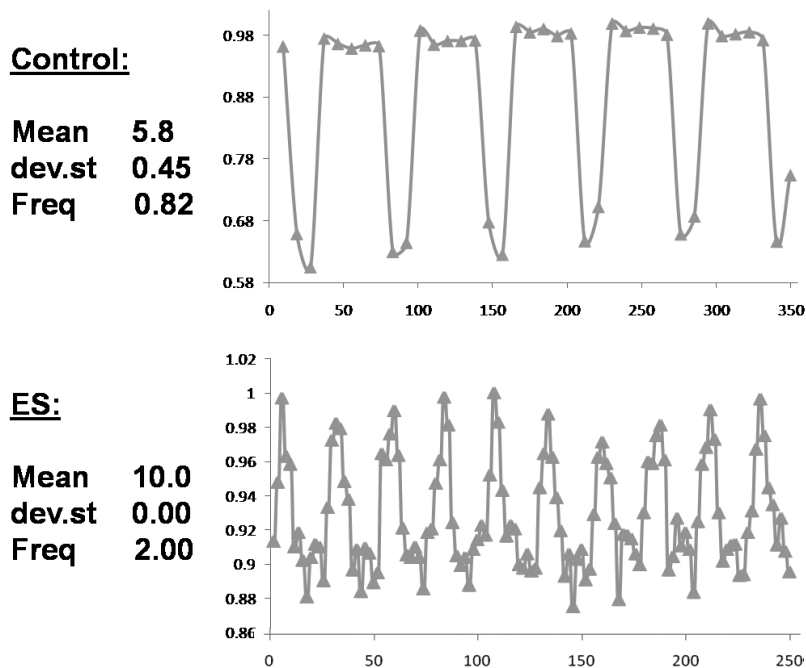 Control:
Mean 5.8
dev.st 0.45
Freq 0.82
0.98
0.88
0.78
0.68
0.58
0 50 100 150 200 250 300 350
ES:
Mean 10.0
dev.st 0.00
Freq 2.00
1.02
1
0.98
0.96
0.94
0.92
0.9
0.88
0.86
0 50 100 150 200 250